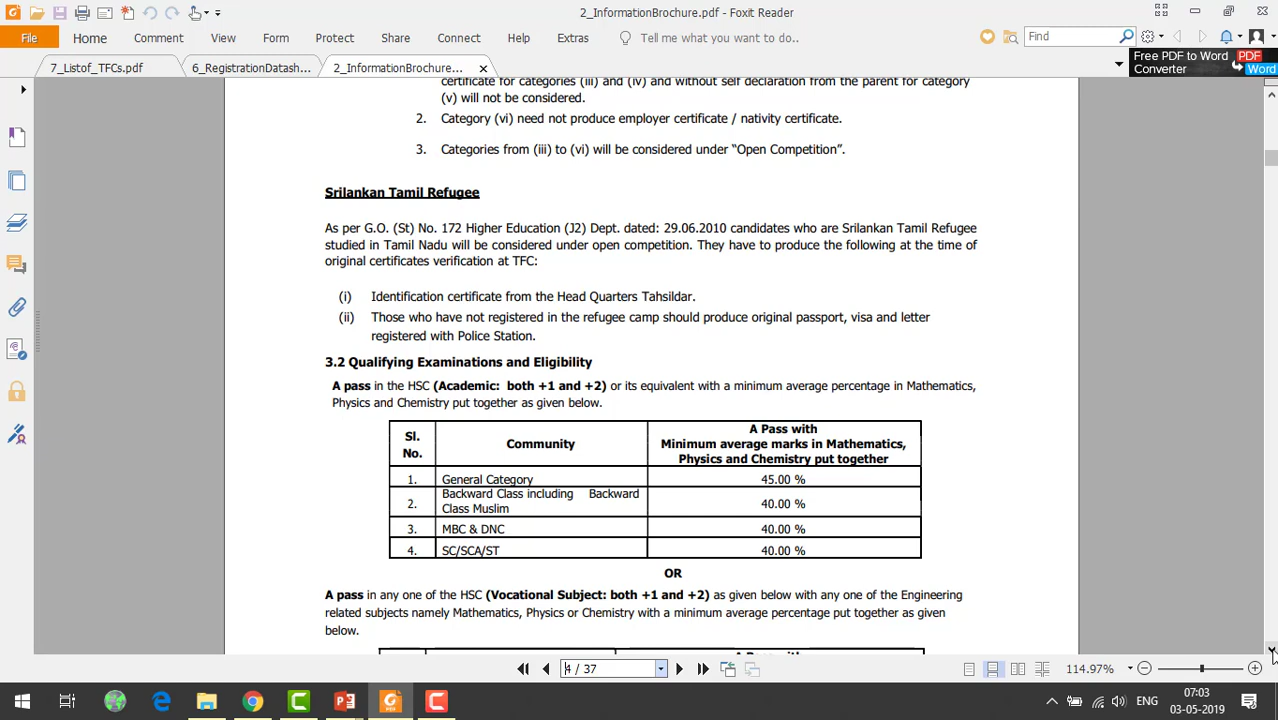 2_InformationBrochure.pdf - Foxit Reader
File Home Comment View Form Protect Share Connect Help Extras Tell me what you want to do.. Find
7_Listof_TFCs.pdf 6_RegistrationDatash... 2_InformationBrochure...
Free PDF to Word
Converter
PDF
Word
certificate for categories (iii) and (iv) and without self declaration from the parent for category
(v) will not be considered.
2. Category (vi) need not produce employer certificate / nativity certificate.
3. Categories from (iii) to (vi) will be considered under “Open Competition”.
Srilankan Tamil Refugee
As per G.O. (St) No. 172 Higher Education (J2) Dept. dated: 29.06.2010 candidates who are Srilankan Tamil Refugee
studied in Tamil Nadu will be considered under open competition. They have to produce the following at the time of
original certificates verification at TFC:
(i) Identification certificate from the Head Quarters Tahsildar.
(ii) Those who have not registered in the refugee camp should produce original passport, visa and letter
registered with Police Station.
3.2 Qualifying Examinations and Eligibility
A pass in the HSC (Academic: both +1 and +2) or its equivalent with a minimum average percentage in Mathematics,
Physics and Chemistry put together as given below.
Sl.
No.
Community
A Pass with
Minimum average marks in Mathematics,
Physics and Chemistry put together
1. General Category 45.00 %
2. Backward Class including Backward
Class Muslim 40.00 %
3. MBC & DNC 40.00 %
4. SC/SCA/ST 40.00 %
OR
A pass in any one of the HSC (Vocational Subject: both +1 and +2) as given below with any one of the Engineering
related subjects namely Mathematics, Physics or Chemistry with a minimum average percentage put together as given
below.
A Pass with
4 / 37
114.97%
ENG
07:03
03-05-2019